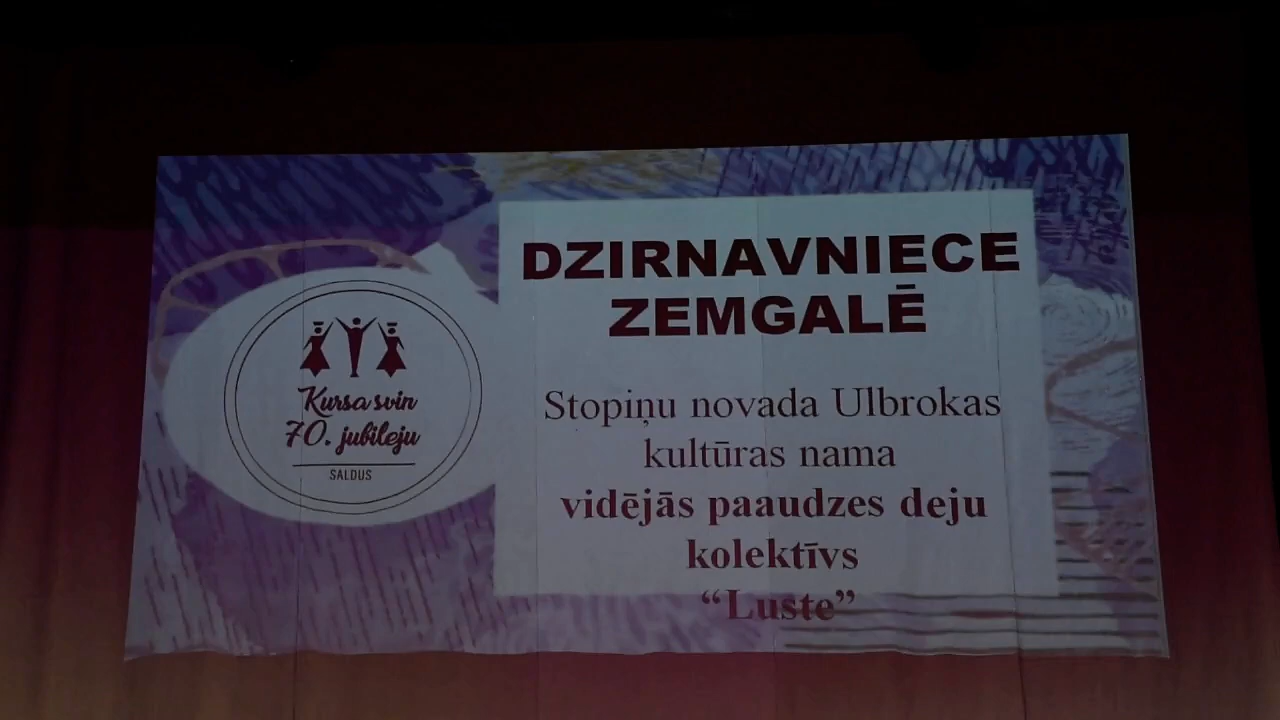 Kursa svin
70. jubileju
SALDUS
DZIRNAVNIECE
ZEMGALĒ
Stopiņu novada Ulbrokas
kultūras nama
vidējās paaudzes deju
kolektīvs
“Luste”